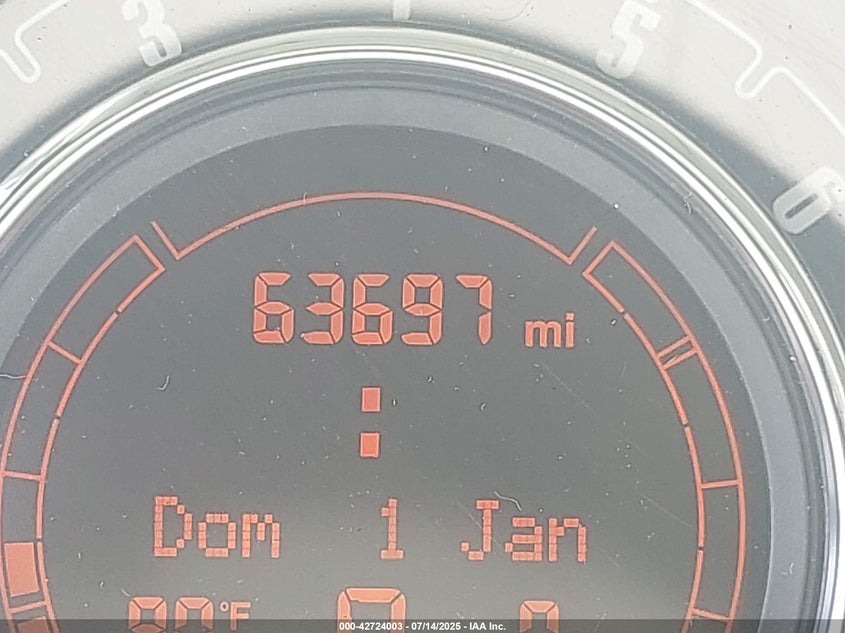 3
5
6
63697 mi
:
Dom 1 Jan
°F
000-42724003 - 07/14/2025 - IAA Inc.